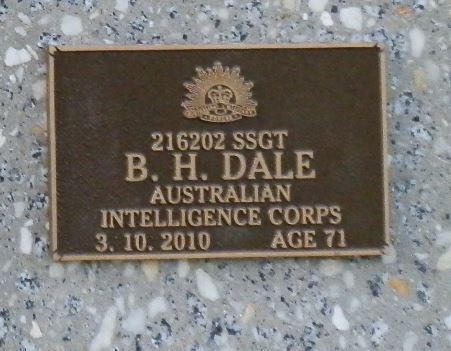 216202 SSGT
B. H. DALE
AUSTRALIAN
INTELLIGENCE CORPS
3. 10. 2010 AGE 71